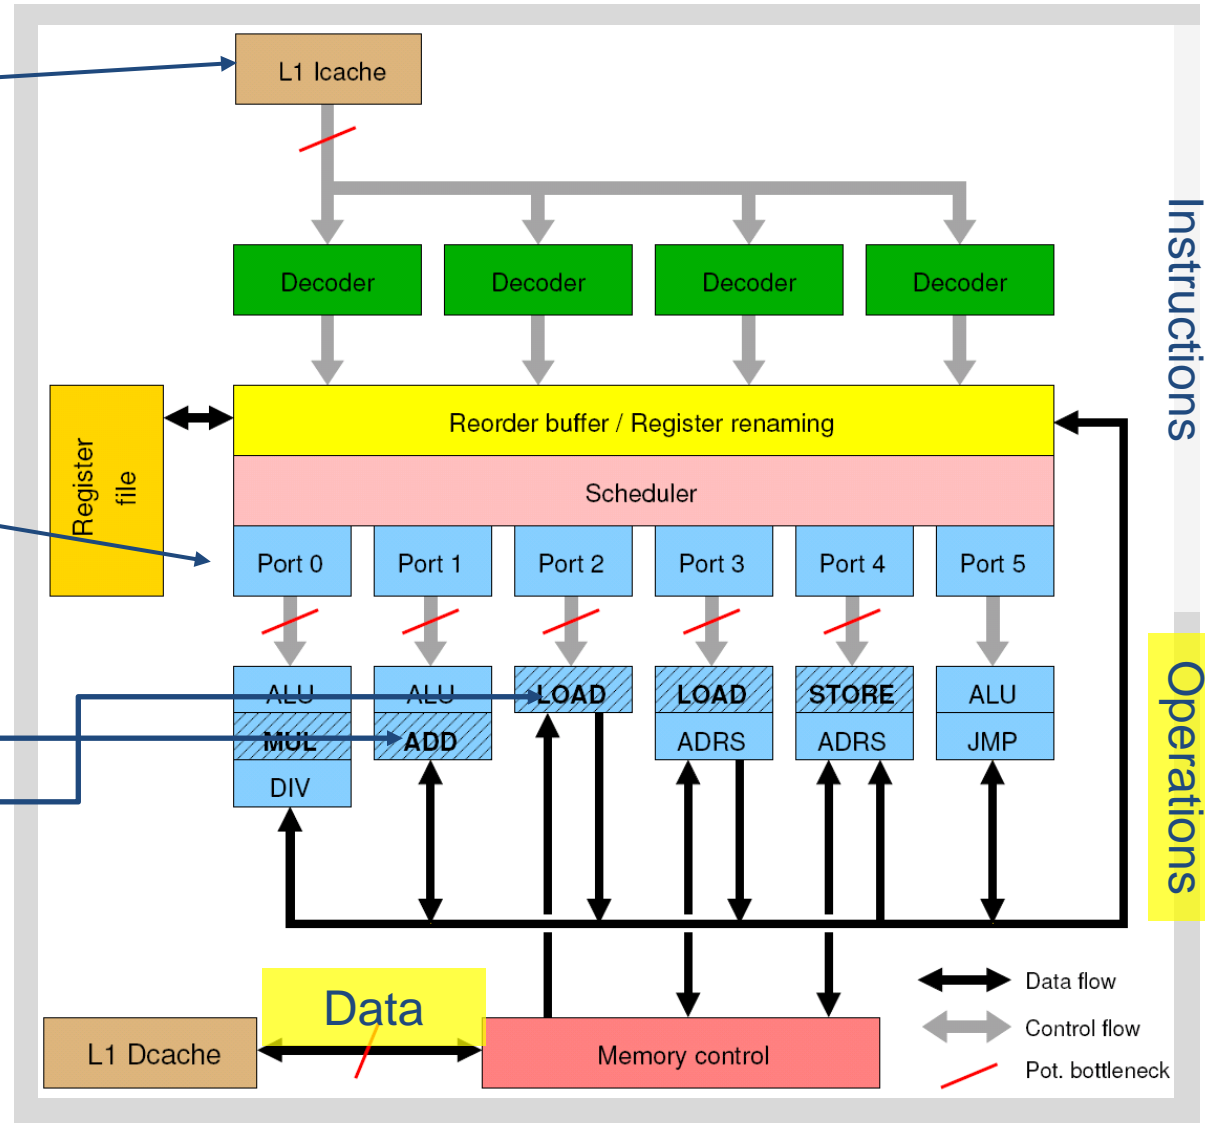 L1 Icache
Instructions
Decoder
Decoder
Decoder
Decoder
Register
file
Reorder buffer / Register renaming
Scheduler
Port 0
Port 1
Port 2
Port 3
Port 4
Port 5
ALU
MUL
DIV
ALU
ADD
LOAD
LOAD
ADRS
STORE
ADRS
ALU
JMP
Operations
Data
L1 Dcache
Memory control
Data flow
Control flow
Pot. bottleneck